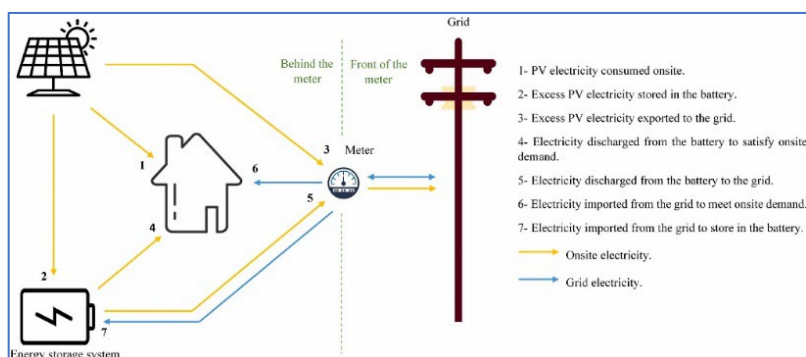 Grid
Behind the
meter
Front of the
meter
1- PV electricity consumed onsite.
2- Excess PV electricity stored in the battery.
3- Excess PV electricity exported to the grid.
4- Electricity discharged from the battery to satisfy onsite
demand.
5- Electricity discharged from the battery to the grid.
6- Electricity imported from the grid to meet onsite demand.
7- Electricity imported from the grid to store in the battery.
Onsite electricity.
Grid electricity.
3
Meter
1
6
5
4
2
7
Energy storage system